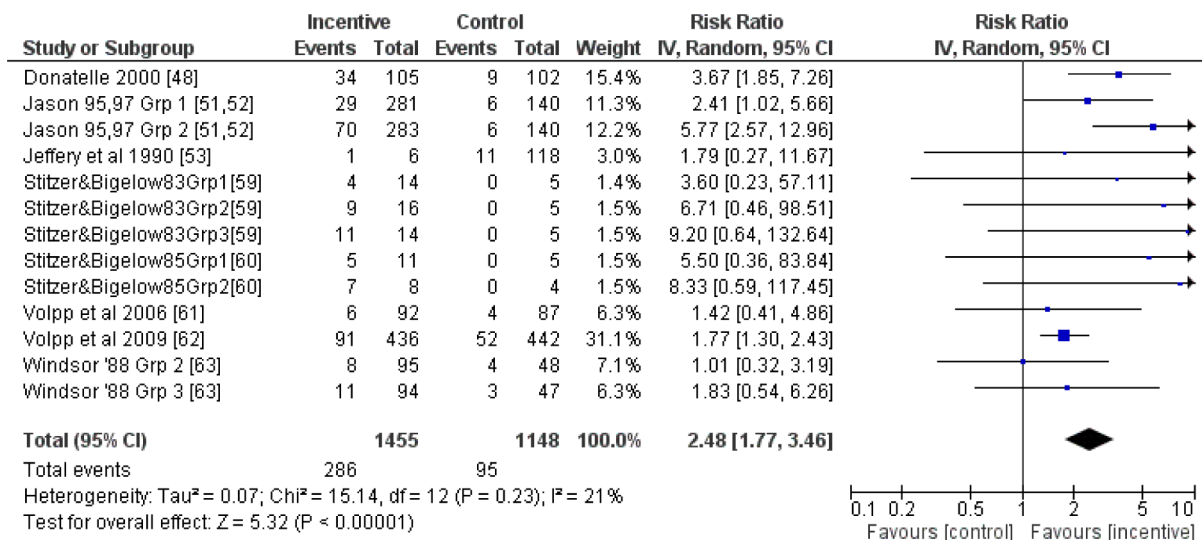 Incentive Control Risk Ratio Risk Ratio
Study or Subgroup Events Total Events Total Weight IV, Random, 95% CI IV, Random, 95% CI
Donatelle 2000 [48] 34 105 9 102 15.4% 3.67 [1.85, 7.26]
Jason 95,97 Grp 1 [51,52] 29 281 6 140 11.3% 2.41 [1.02, 5.66]
Jason 95,97 Grp 2 [51,52] 70 283 6 140 12.2% 5.77 [2.57, 12.96]
Jeffery et al 1990 [53] 1 6 11 118 3.0% 1.79 [0.27, 11.67]
Stitzer&Bigelow83Grp1[59] 4 14 0 5 1.4% 3.60 [0.23, 57.11]
Stitzer&Bigelow83Grp2[59] 9 16 0 5 1.5% 6.71 [0.46, 98.51]
Stitzer&Bigelow83Grp3[59] 11 14 0 5 1.5% 9.20 [0.64, 132.64]
Stitzer&Bigelow85Grp1[60] 5 11 0 5 1.5% 5.50 [0.36, 83.84]
Stitzer&Bigelow85Grp2[60] 7 8 0 4 1.5% 8.33 [0.59, 117.45]
Volpp et al 2006 [61] 6 92 4 87 6.3% 1.42 [0.41, 4.86]
Volpp et al 2009 [62] 91 436 52 442 31.1% 1.77 [1.30, 2.43]
Windsor '88 Grp 2 [63] 8 95 4 48 7.1% 1.01 [0.32, 3.19]
Windsor '88 Grp 3 [63] 11 94 3 47 6.3% 1.83 [0.54, 6.26]
Total (95% CI) 1455 1148 100.0% 2.48 [1.77, 3.46]
Total events 286 95
Heterogeneity: Tau² = 0.07; Chi² = 15.14, df = 12 (P = 0.23); I² = 21%
Test for overall effect: Z = 5.32 (P < 0.00001)
0.1 0.2 0.5 1 2 5 10
Favours [control] Favours [incentive]